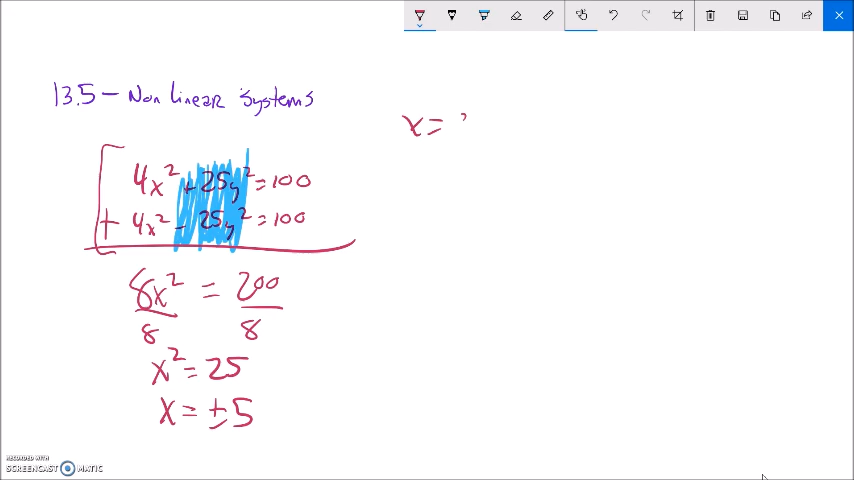 13.5 - Non linear Systems
x =
4x² + 25y² = 100
+ 4x² - 25y² = 100
8x² = 200
8 8
x² = 25
x = ±5
RECORDED WITH
SCREENCAST MATIC